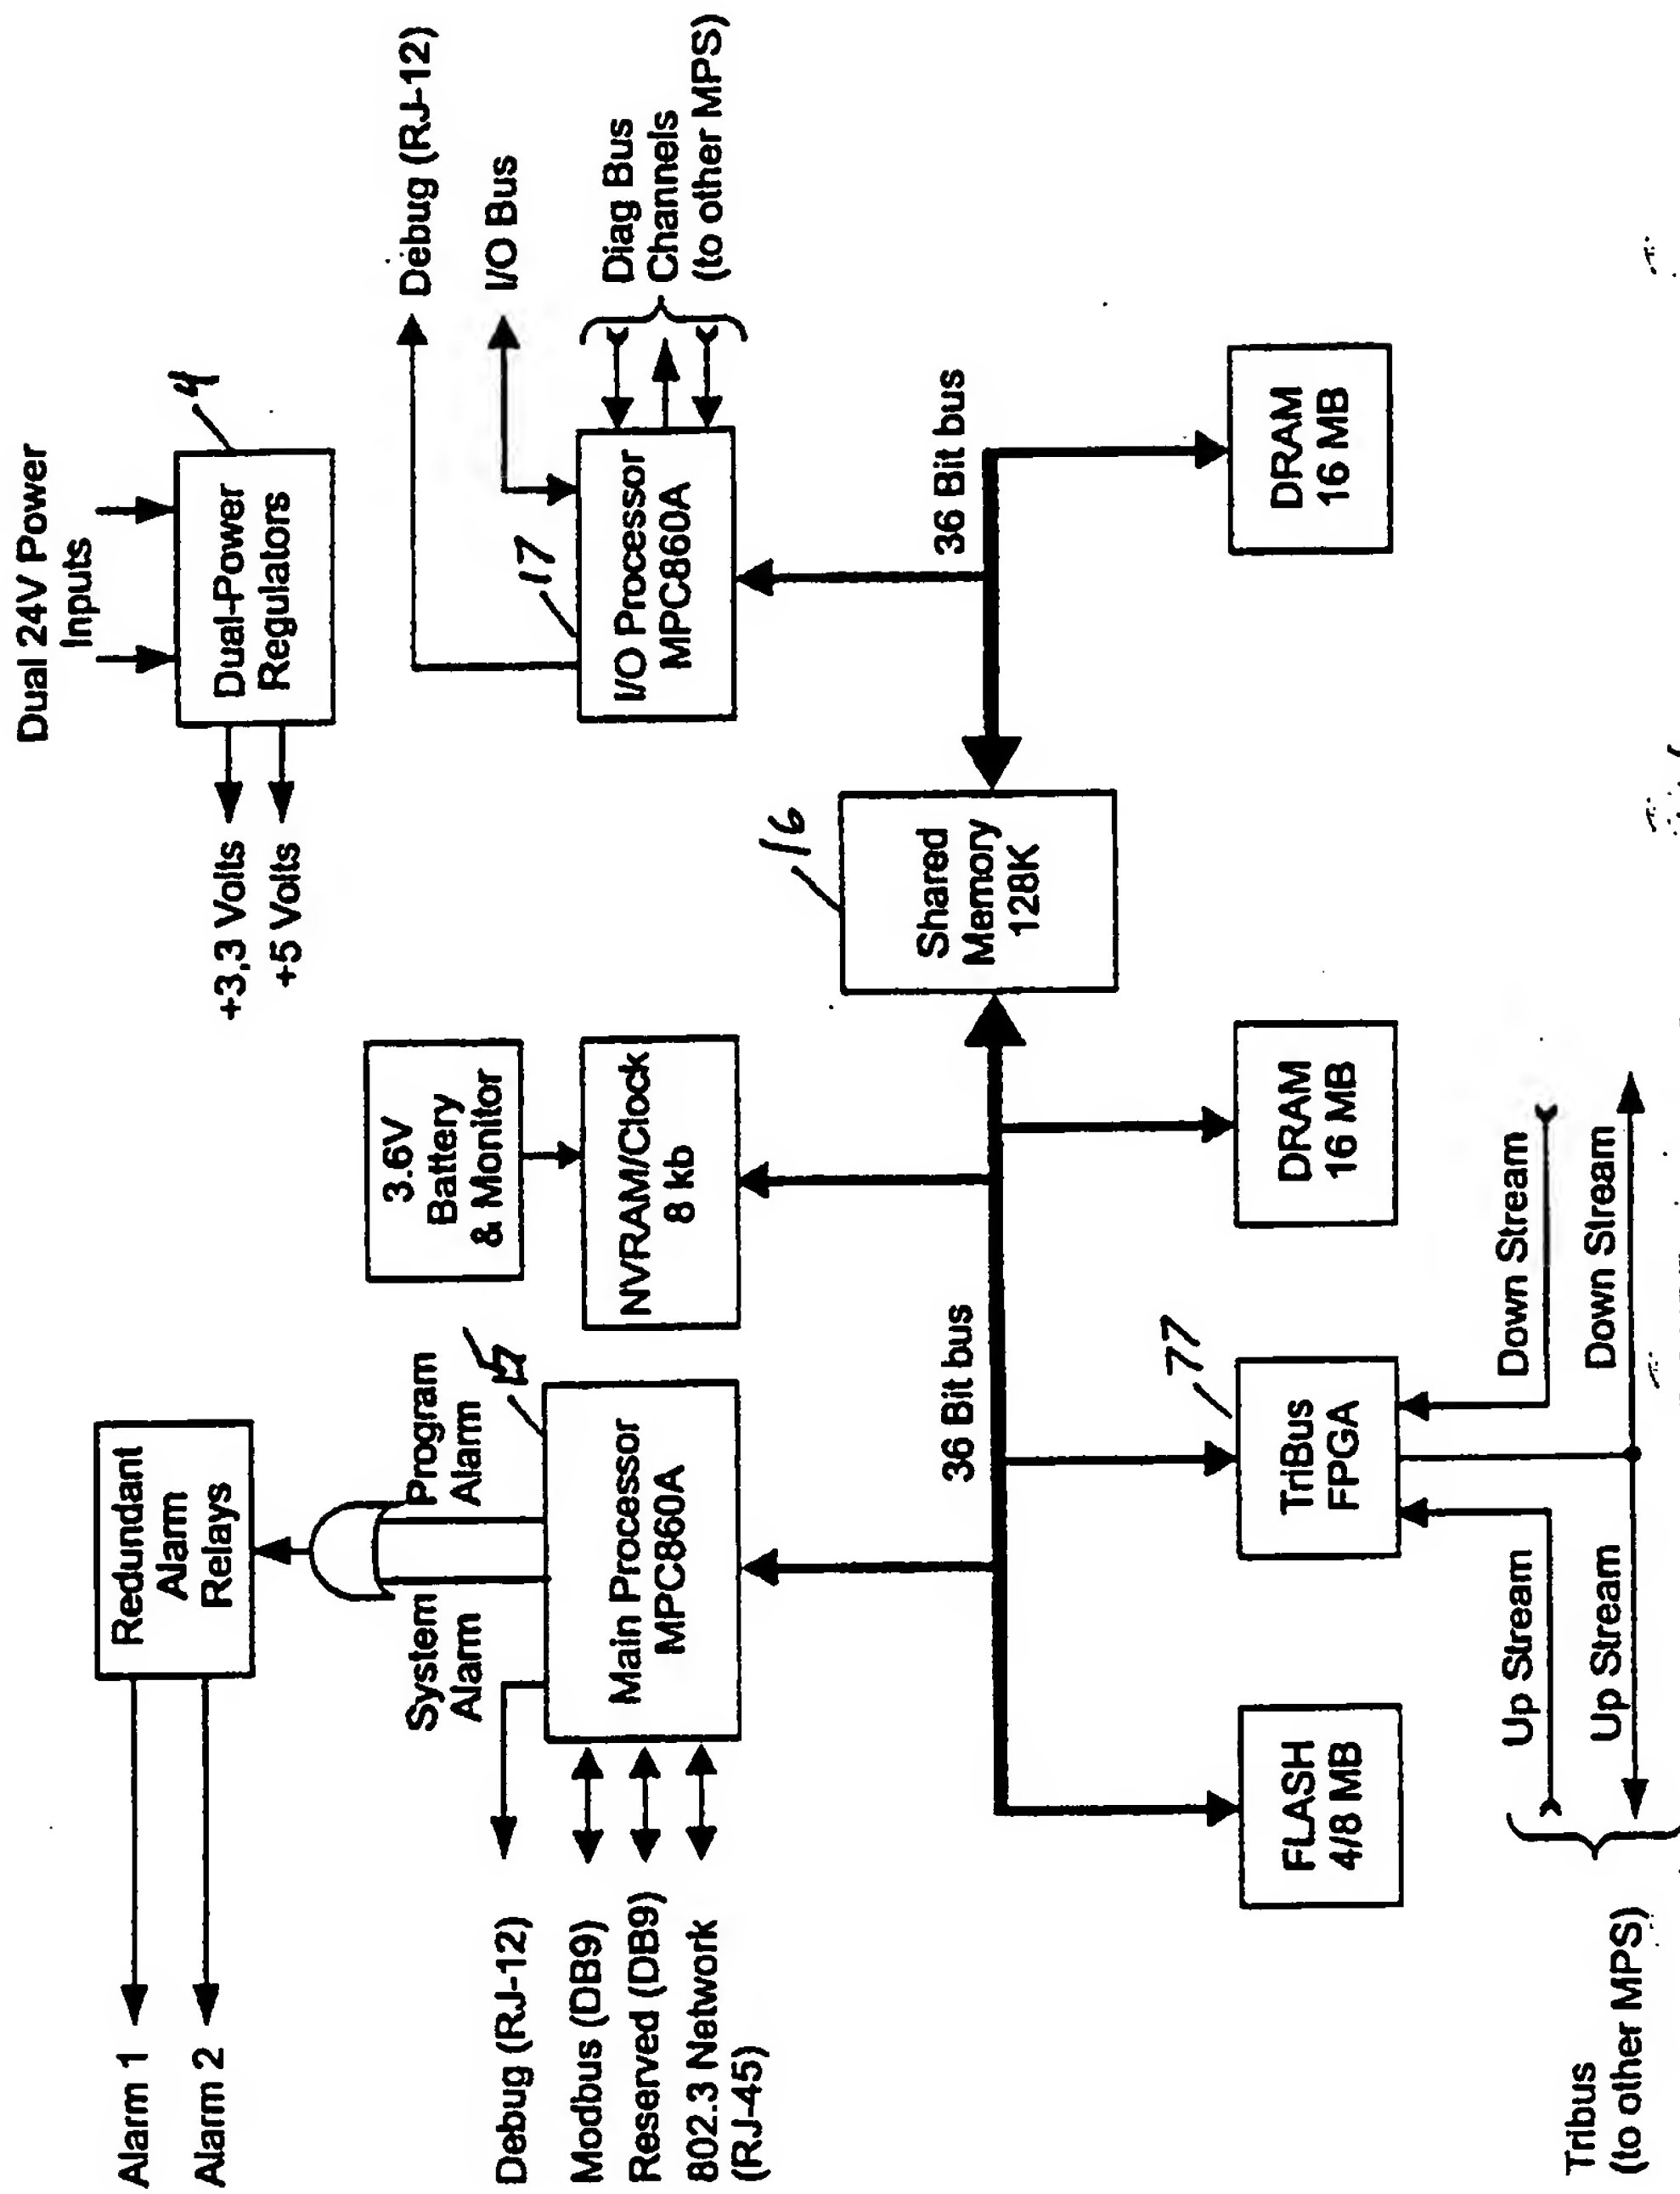 Alarm 1
Alarm 2
Redundant
Alarm
Relays
Dual 24V Power
Inputs
+3,3 Volts
+5 Volts
Dual-Power
Regulators
4
System
Alarm
Program
Alarm
3.6V
Battery
& Monitor
Debug (RJ-12)
Modbus (DB9)
Reserved (DB9)
802.3 Network
(RJ-45)
Main Processor
MPC860A
NVRAM/Clock
8 kb
17
I/O Processor
MPC860A
Debug (RJ-12)
I/O Bus
Diag Bus
Channels
(to other MPS)
36 Bit bus
16
Shared
Memory
128K
36 Bit bus
FLASH
4/8 MB
77
TriBus
FPGA
DRAM
16 MB
DRAM
16 MB
Up Stream
Down Stream
Up Stream
Down Stream
Tribus
(to other MPS)